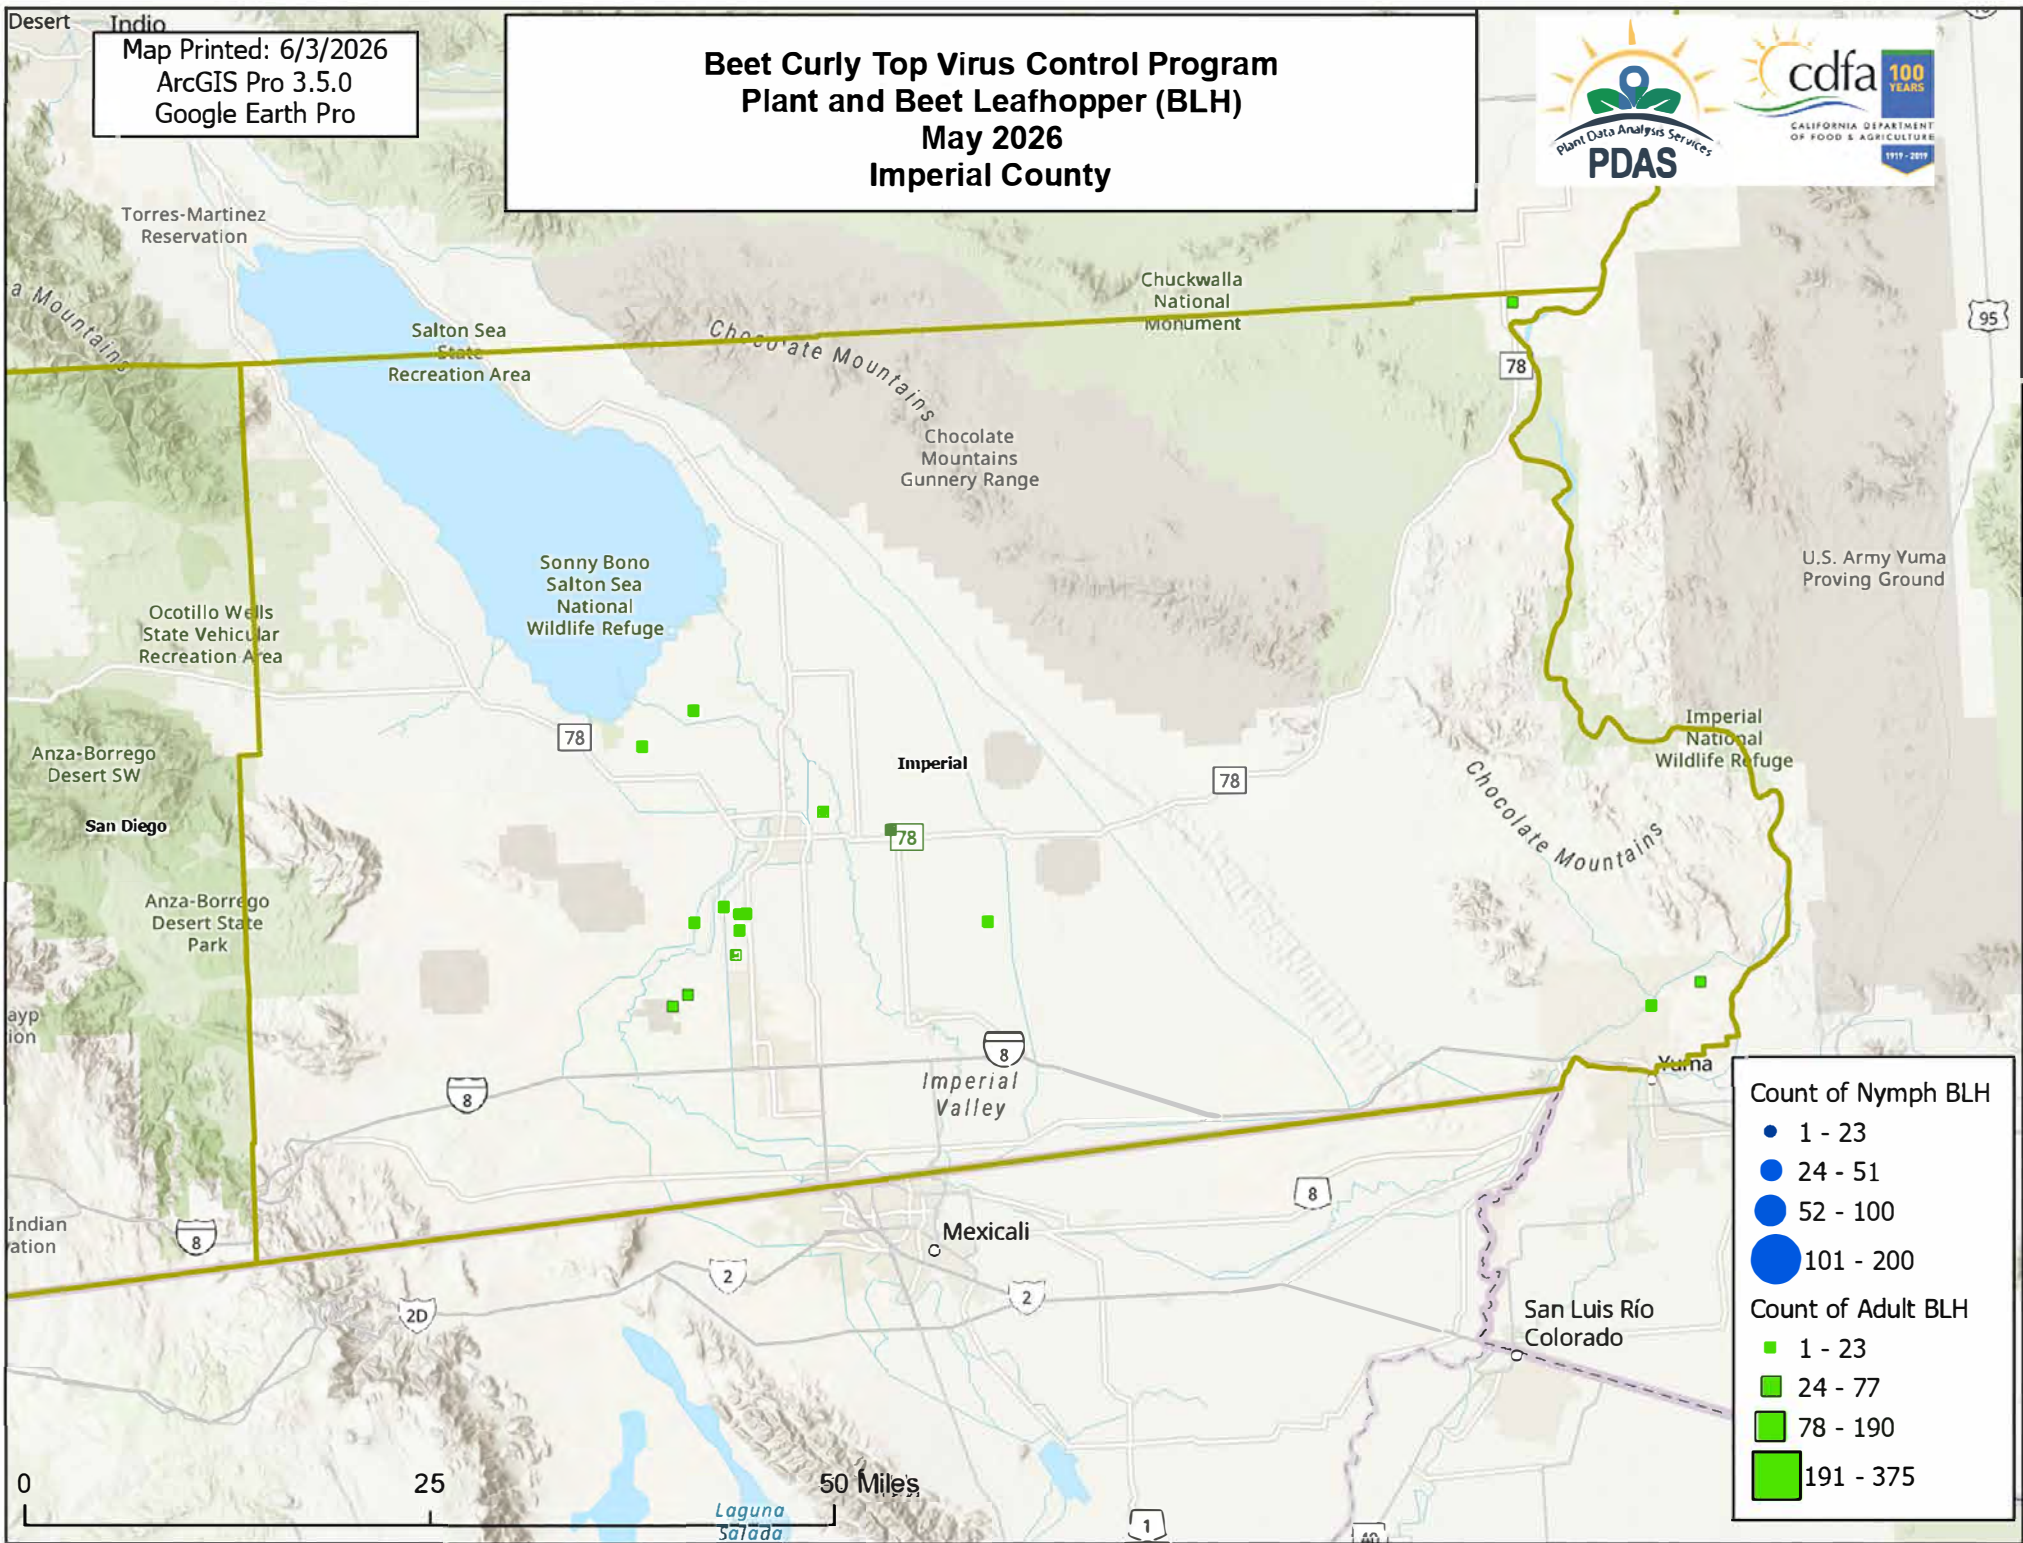 Desert
Indio
Map Printed: 6/3/2026
ArcGIS Pro 3.5.0
Google Earth Pro
Beet Curly Top Virus Control Program
Plant and Beet Leafhopper (BLH)
May 2026
Imperial County
Plant Data Analysis Services
PDAS
cdfa
100
YEARS
CALIFORNIA DEPARTMENT
OF FOOD & AGRICULTURE
1919 - 2019
Torres-Martinez
Reservation
a Mountains
Salton Sea
State
Recreation Area
Chocolate Mountains
Chuckwalla
National
Monument
95
78
Chocolate
Mountains
Gunnery Range
Sonny Bono
Salton Sea
National
Wildlife Refuge
U.S. Army Yuma
Proving Ground
Ocotillo Wells
State Vehicular
Recreation Area
Anza-Borrego
Desert SW
78
Imperial
78
Imperial
National
Wildlife Refuge
San Diego
78
Chocolate Mountains
Anza-Borrego
Desert State
Park
ayp
ion
8
8
Imperial
Valley
Yuma
Indian
ation
8
Mexicali
8
2
2
2D
San Luis Río
Colorado
Count of Nymph BLH
1 - 23
24 - 51
52 - 100
101 - 200
Count of Adult BLH
1 - 23
24 - 77
78 - 190
191 - 375
0
25
50 Miles
Laguna
Salada
1
40